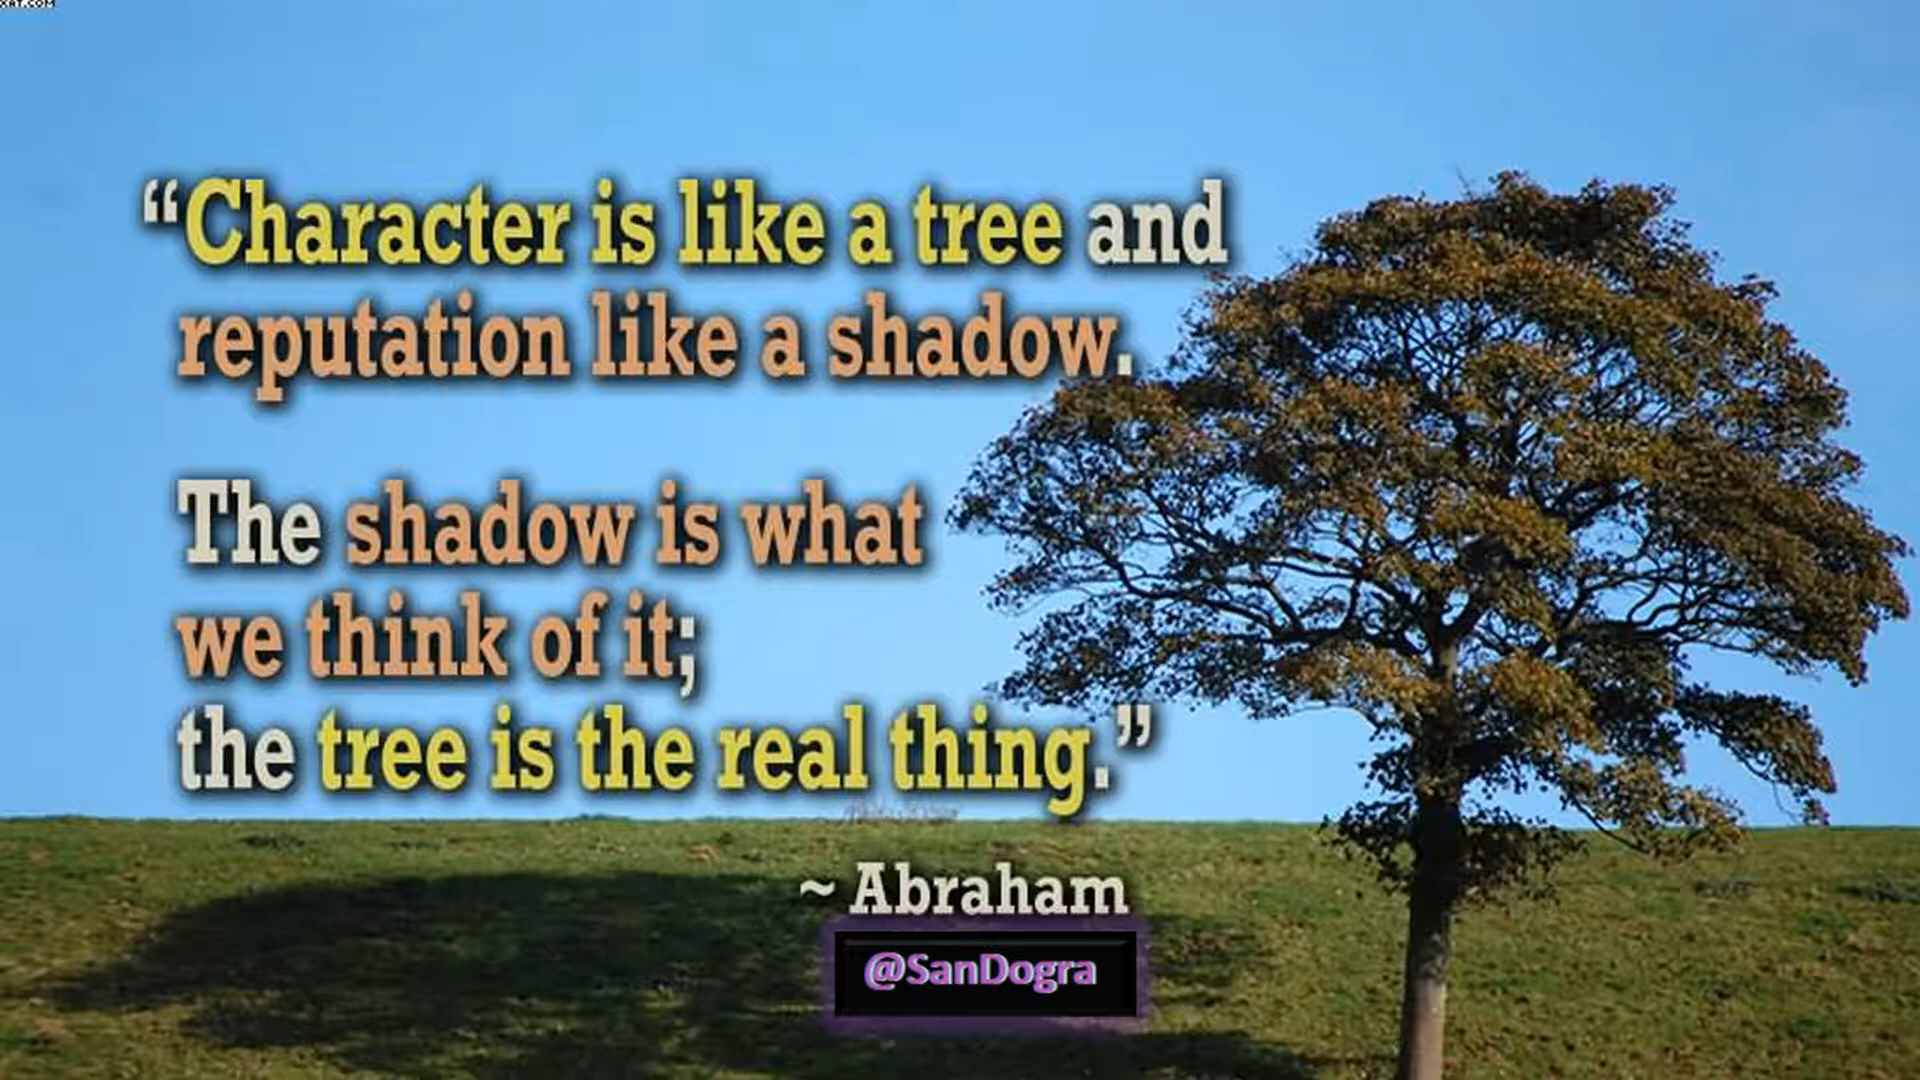 “Character is like a tree and
reputation like a shadow.
The shadow is what
we think of it;
the tree is the real thing.”
~ Abraham
@SanDogra